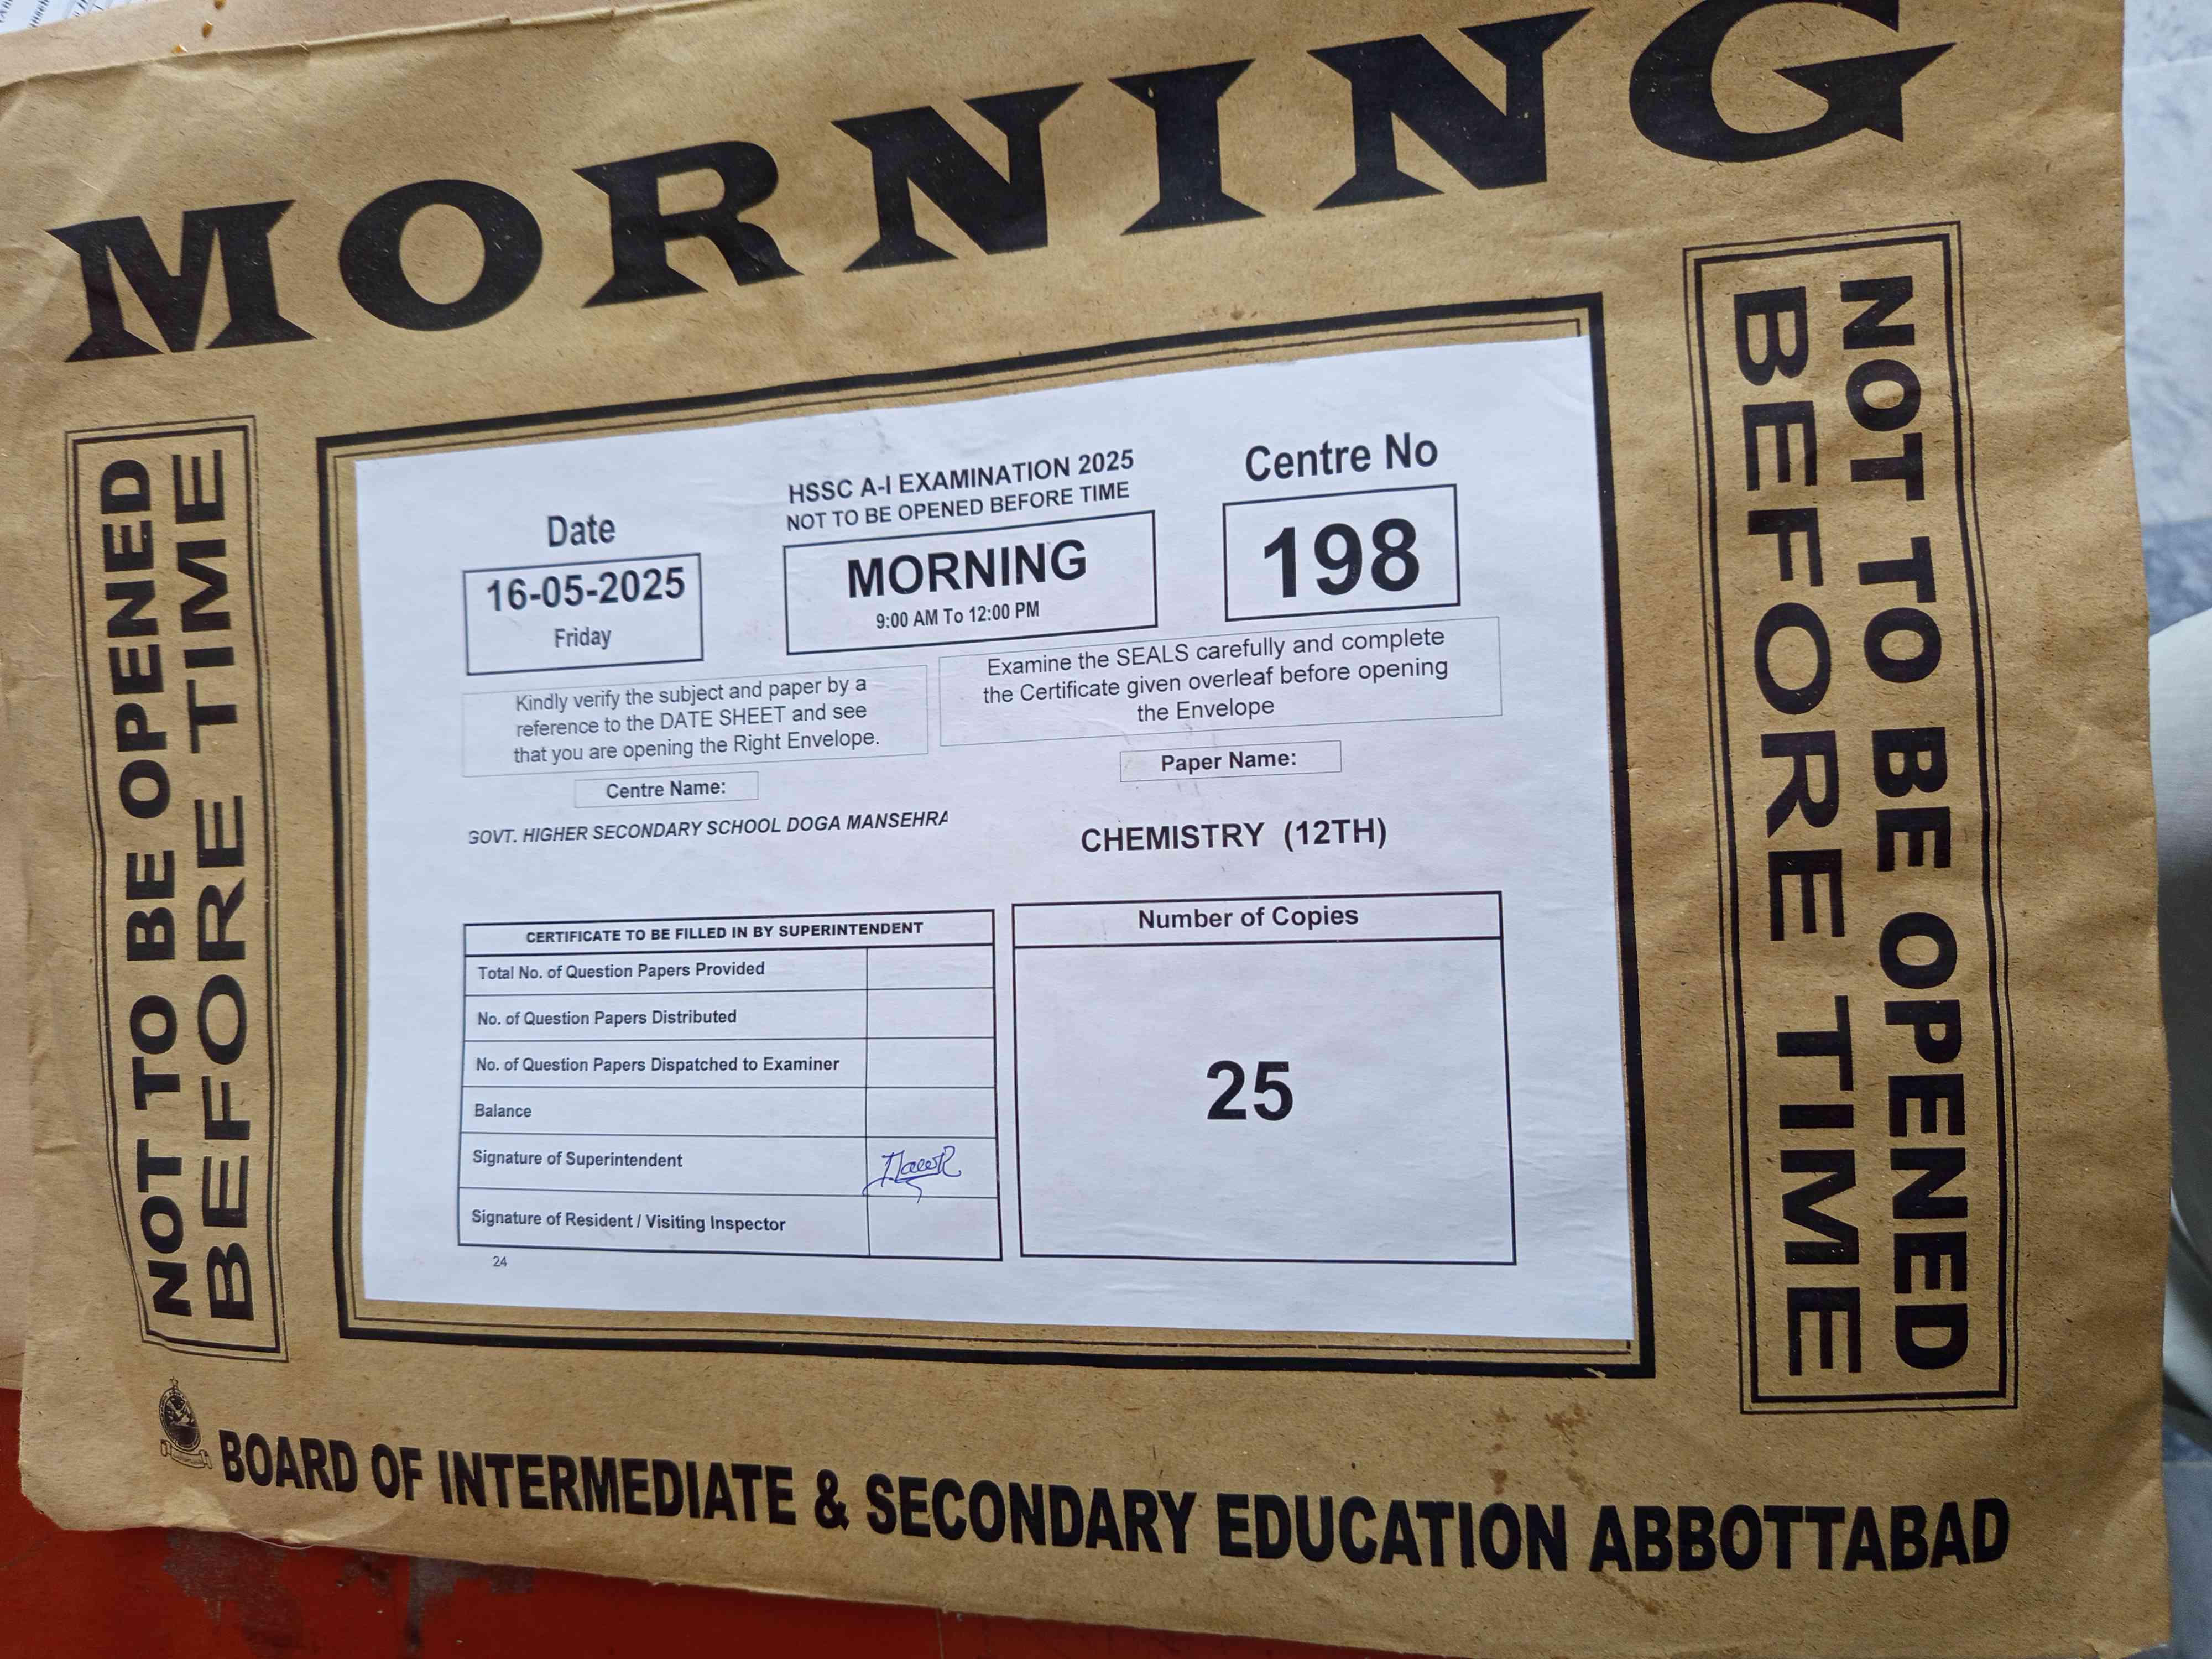 MORNING
NOT TO BE OPENED
BEFORE TIME
HSSC A-I EXAMINATION 2025
NOT TO BE OPENED BEFORE TIME
Date
16-05-2025
Friday
MORNING
9:00 AM To 12:00 PM
Centre No
198
Kindly verify the subject and paper by a
reference to the DATE SHEET and see
that you are opening the Right Envelope.
Examine the SEALS carefully and complete
the Certificate given overleaf before opening
the Envelope
Centre Name:
GOVT. HIGHER SECONDARY SCHOOL DOGA MANSEHRA
Paper Name:
CHEMISTRY (12TH)
CERTIFICATE TO BE FILLED IN BY SUPERINTENDENT
Total No. of Question Papers Provided
No. of Question Papers Distributed
No. of Question Papers Dispatched to Examiner
Balance
Signature of Superintendent
Signature of Resident / Visiting Inspector
24
Number of Copies
25
NOT TO BE OPENED
BEFORE TIME
BOARD OF INTERMEDIATE & SECONDARY EDUCATION ABBOTTABAD